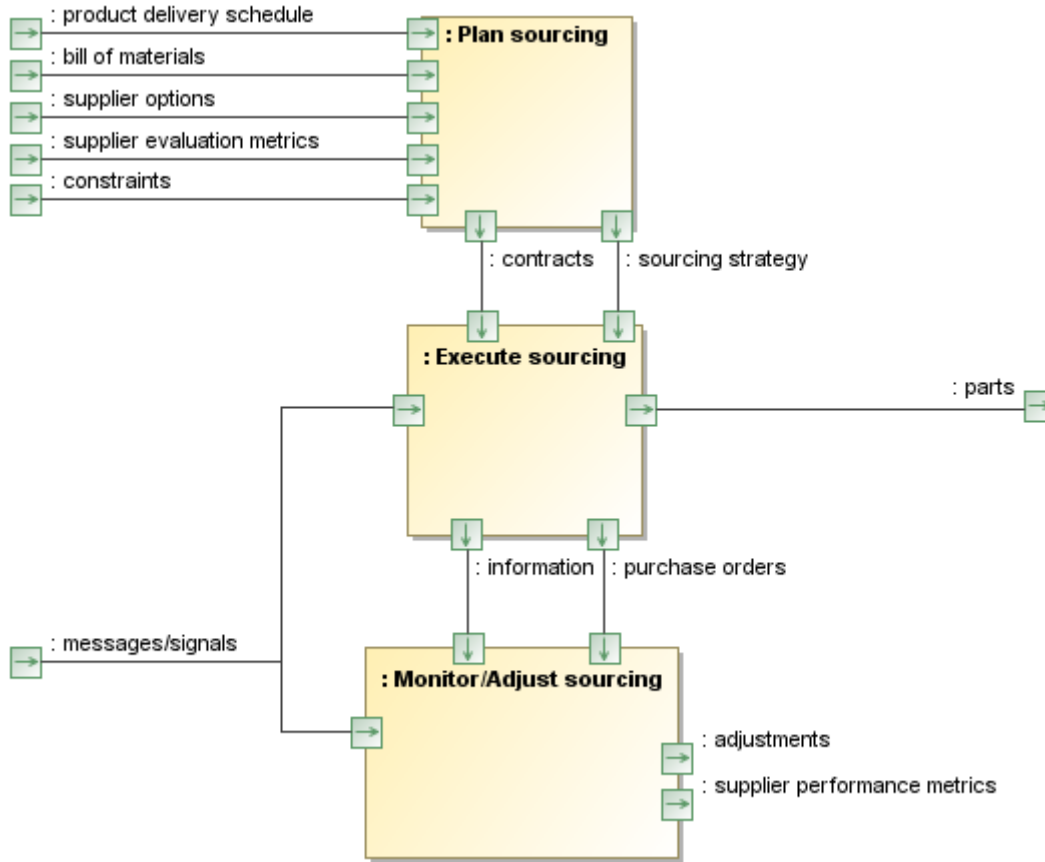 : product delivery schedule
: Plan sourcing
: bill of materials
: supplier options
: supplier evaluation metrics
: constraints
: contracts
: sourcing strategy
: Execute sourcing
: parts
: information
: purchase orders
: messages/signals
: Monitor/Adjust sourcing
: adjustments
: supplier performance metrics